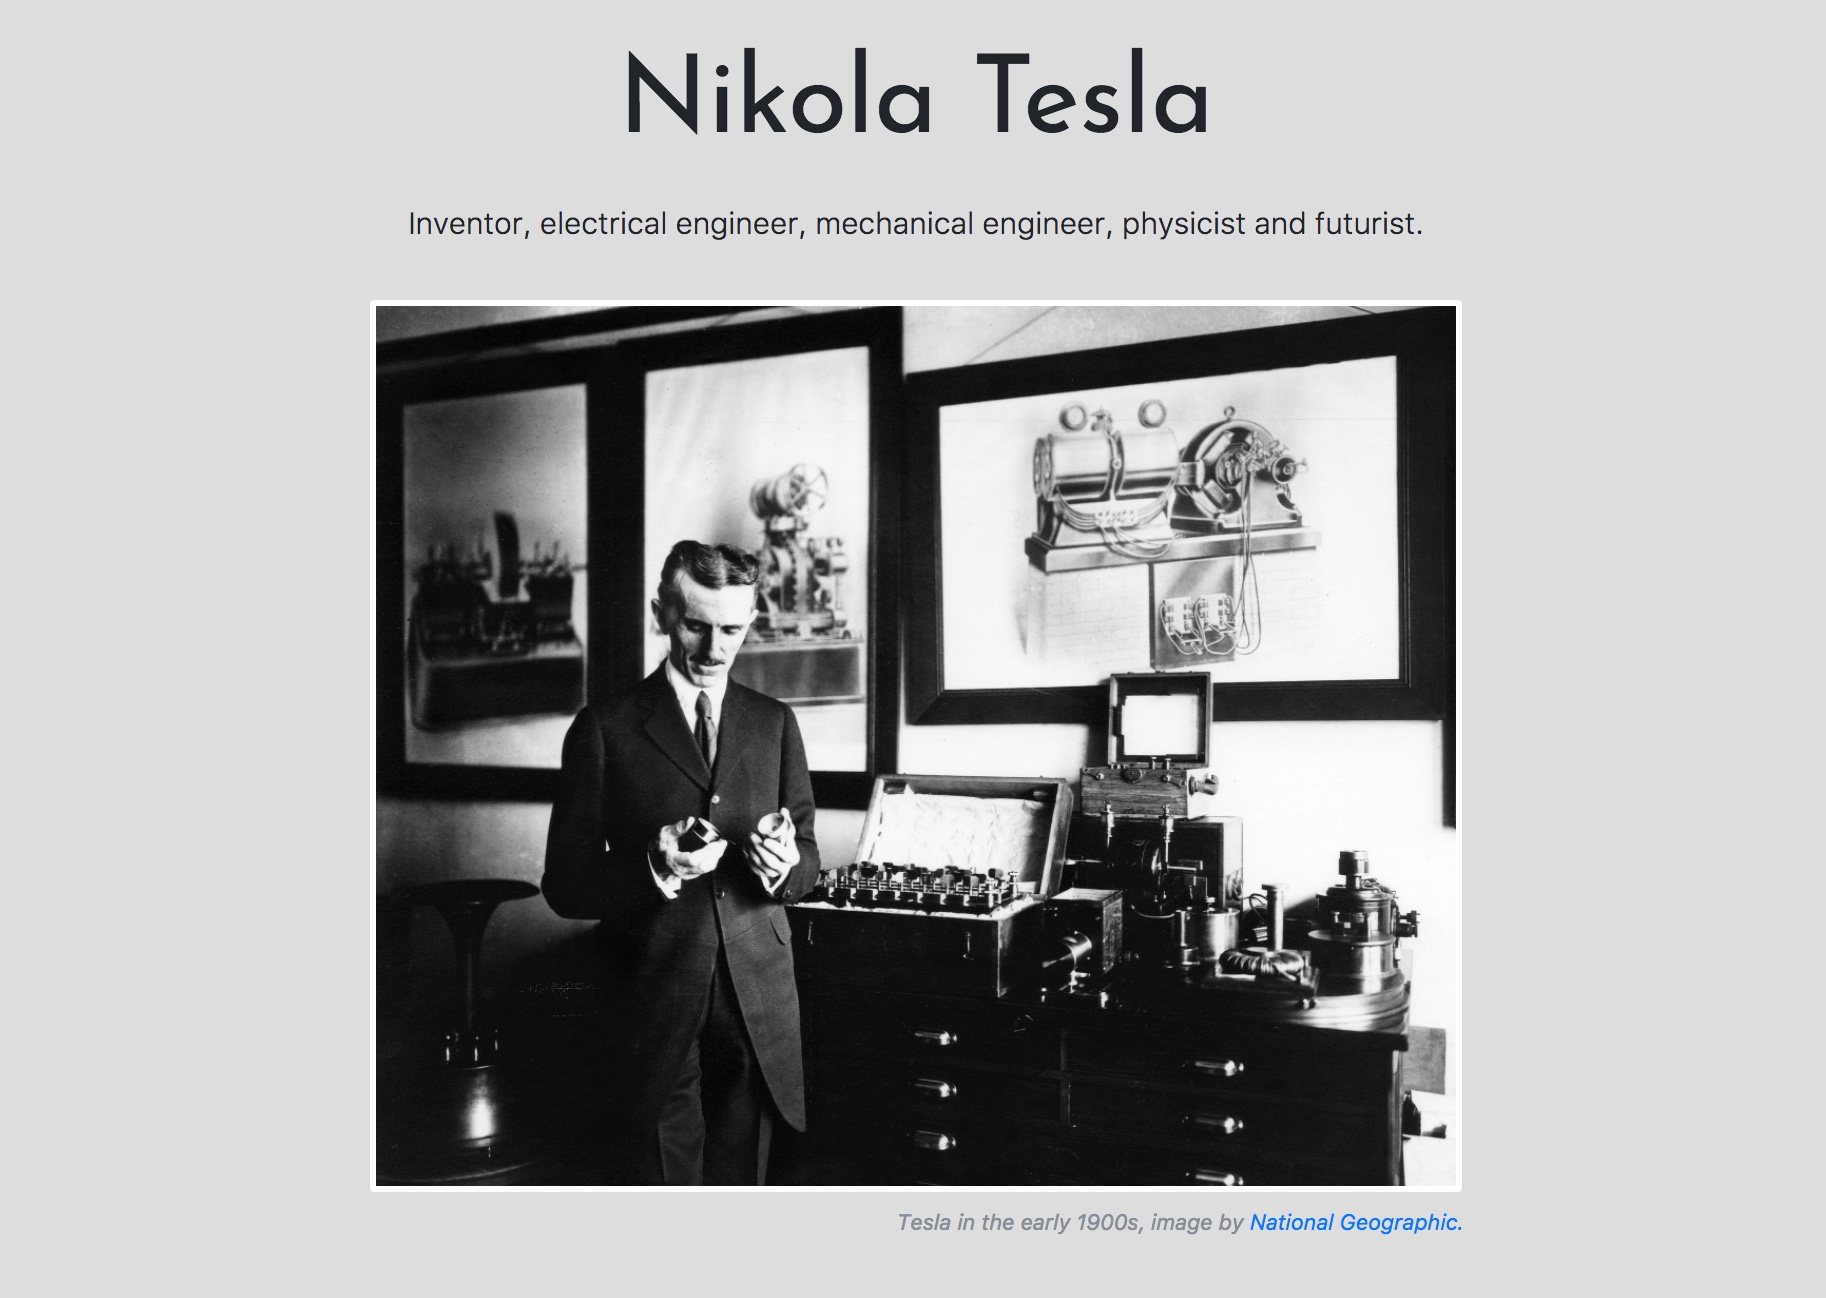 Nikola Tesla
Inventor, electrical engineer, mechanical engineer, physicist and futurist.
Tesla in the early 1900s, image by National Geographic.